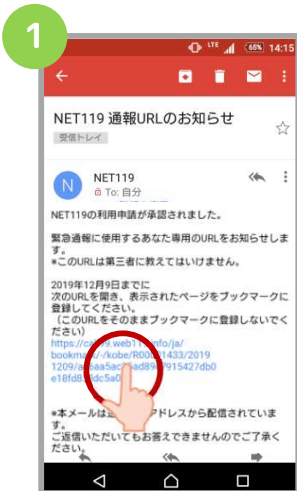 1
LTE 68% 14:15
NET119 通報URLのお知らせ
受信トレイ
N NET119
To: 自分
NET119の利用申請が承認されました。
緊急通報に使用するあなた専用のURLをお知らせしま
す。
*このURLは第三者に教えてはいけません。
2019年12月9日までに
次のURLを開き、表示されたページをブックマークに
登録してください。
（このURLをそのままブックマークに登録しないでく
ださい）
bookmark/-/kobe/ 1433/2019
1209/ 915427db0
e18fd8 dc5a0
*本メールは アドレスから配信されていま
す。
ご返信いただいてもお答えできませんのでご了承く
ださい。